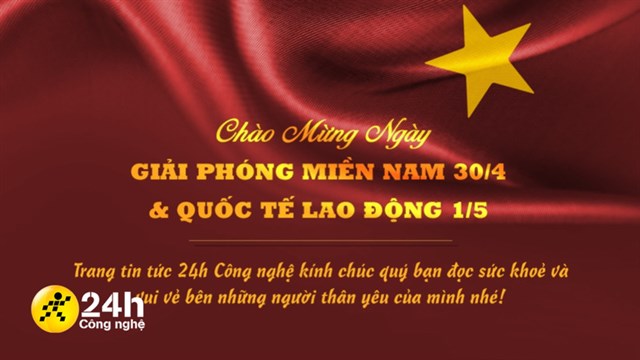 Chào Mừng Ngày
GIẢI PHÓNG MIỀN NAM 30/4
& QUỐC TẾ LAO ĐỘNG 1/5
Trang tin tức 24h Công nghệ kính chúc quý bạn đọc sức khoẻ và
vui vẻ bên những người thân yêu của mình nhé!
24h
Công nghệ